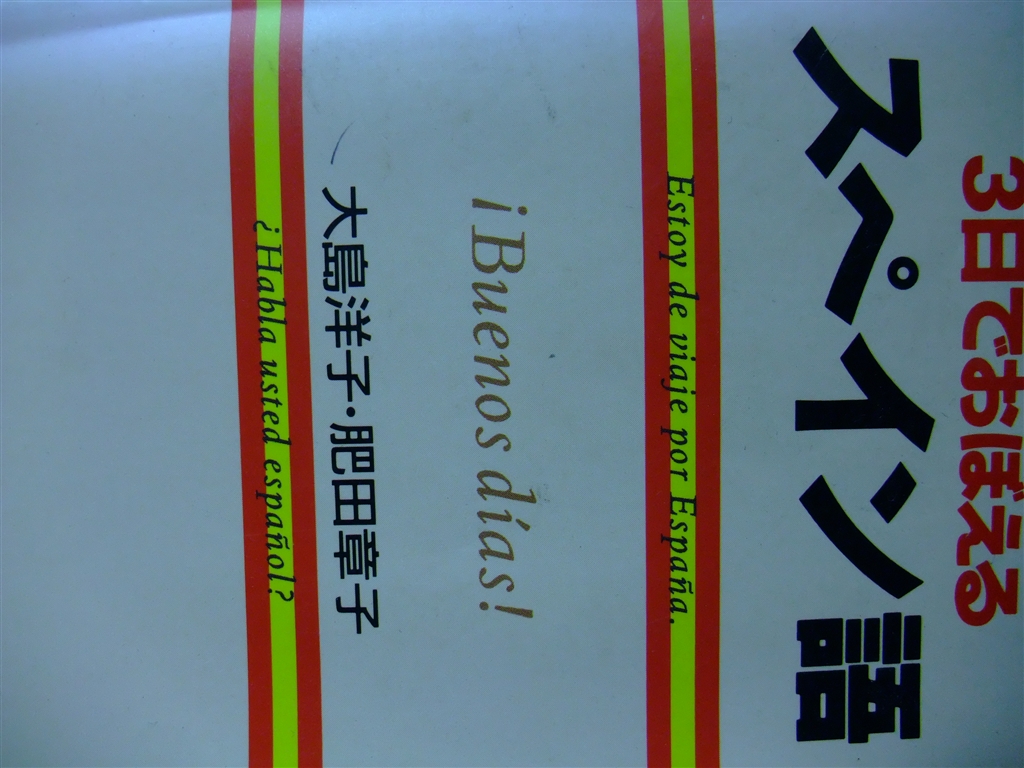 3日でおぼえる
スペイン語
Estoy de viaje por España.
¡Buenos días!
大島洋子·肥田章子
¿Habla usted español?